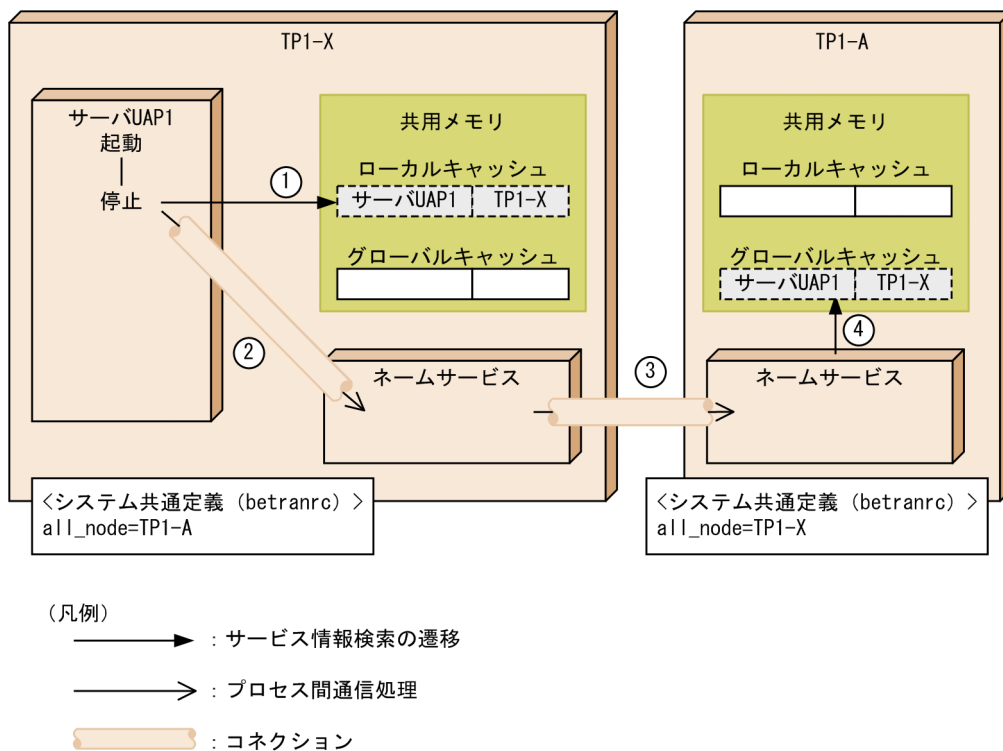 TP1-X
サーバUAP1
起動
停止
①
共用メモリ
ローカルキャッシュ
サーバUAP1 TP1-X
グローバルキャッシュ
②
ネームサービス
③
<システム共通定義（betranrc）>
all_node=TP1-A
TP1-A
共用メモリ
ローカルキャッシュ
グローバルキャッシュ
サーバUAP1 TP1-X
④
ネームサービス
<システム共通定義（betranrc）>
all_node=TP1-X
（凡例）
：サービス情報検索の遷移
：プロセス間通信処理
：コネクション